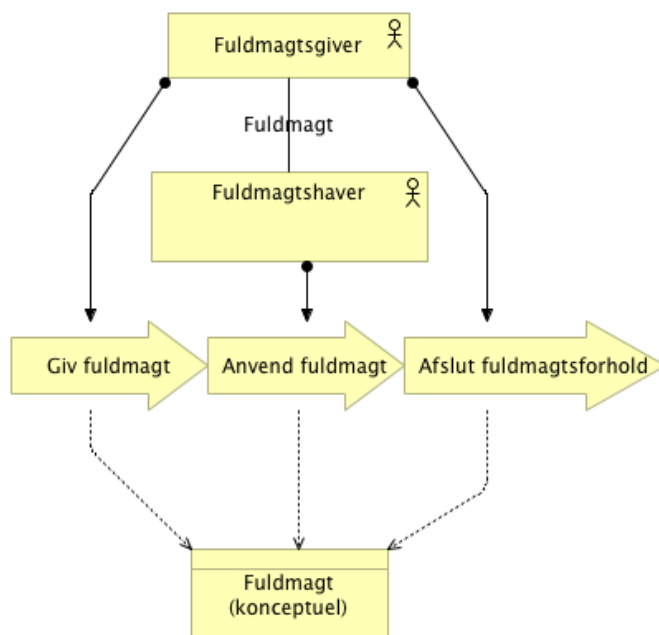 Fuldmagtsgiver
Fuldmagt
Fuldmagtshaver
Giv fuldmagt
Anvend fuldmagt
Afslut fuldmagtsforhold
Fuldmagt
(konceptuel)